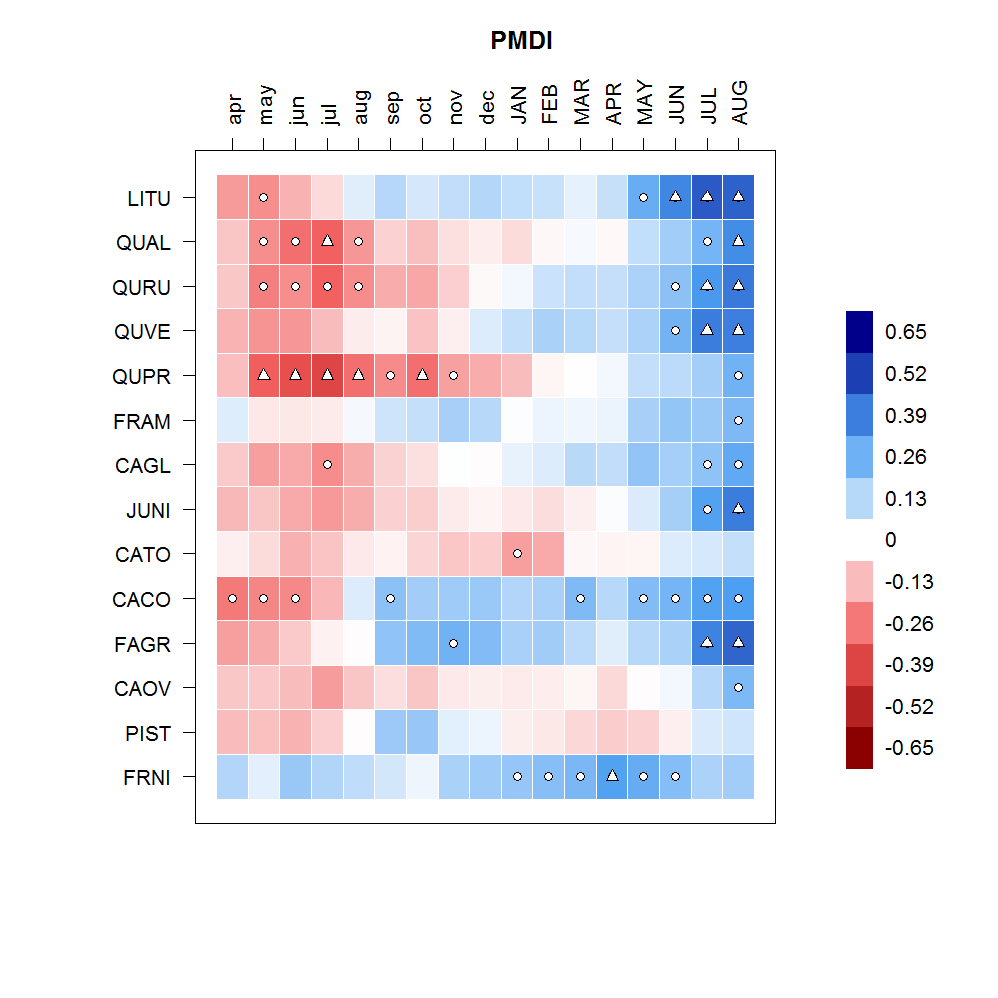 PMDI
apr may jun jul aug sep oct nov dec JAN FEB MAR APR MAY JUN JUL AUG
LITU
QUAL
QURU
QUVE
QUPR
FRAM
CAGL
JUNI
CATO
CACO
FAGR
CAOV
PIST
FRNI
0.65
0.52
0.39
0.26
0.13
0
-0.13
-0.26
-0.39
-0.52
-0.65